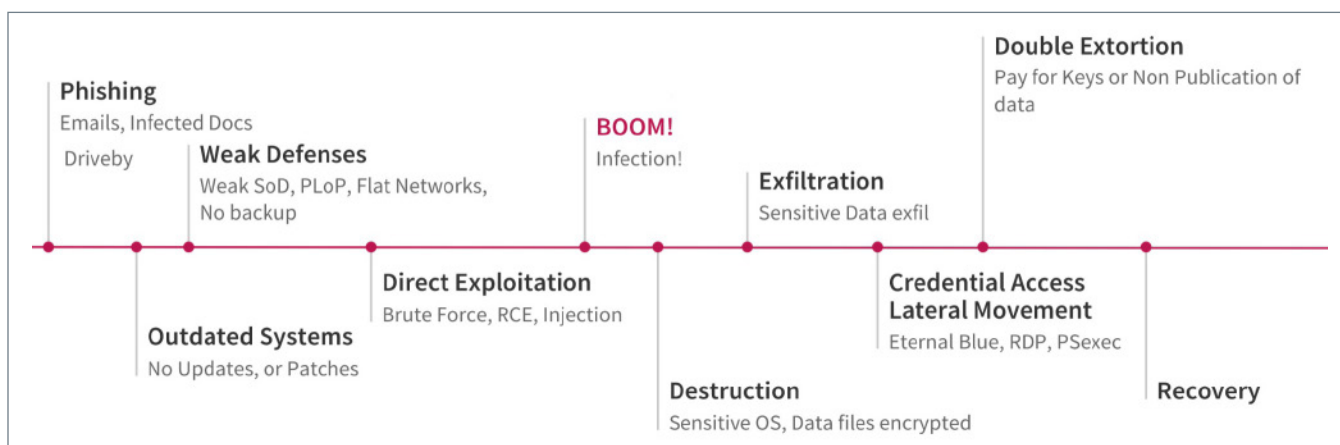 Phishing
Emails, Infected Docs
Driveby
Outdated Systems
No Updates, or Patches
Weak Defenses
Weak SoD, PLoP, Flat Networks,
No backup
Direct Exploitation
Brute Force, RCE, Injection
BOOM!
Infection!
Destruction
Sensitive OS, Data files encrypted
Exfiltration
Sensitive Data exfil
Credential Access
Lateral Movement
Eternal Blue, RDP, PSexec
Double Extortion
Pay for Keys or Non Publication of
data
Recovery